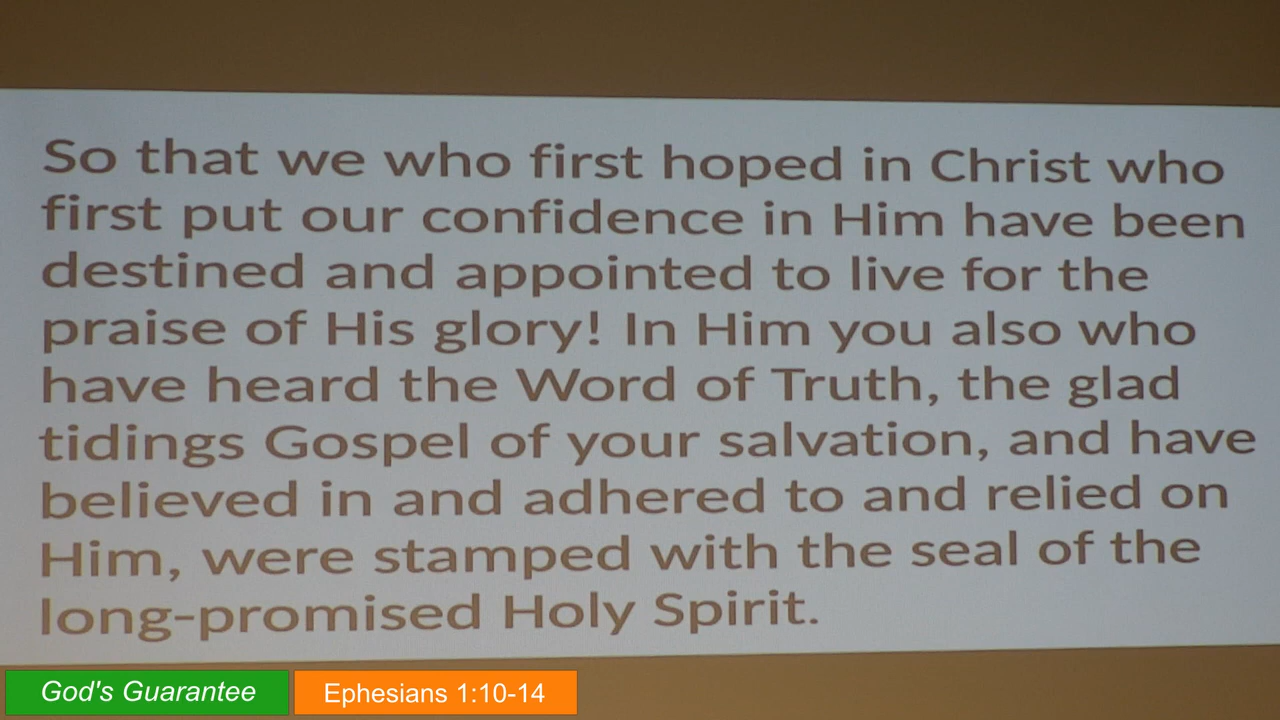 So that we who first hoped in Christ who
first put our confidence in Him have been
destined and appointed to live for the
praise of His glory! In Him you also who
have heard the Word of Truth, the glad
tidings Gospel of your salvation, and have
believed in and adhered to and relied on
Him, were stamped with the seal of the
long-promised Holy Spirit.
God's Guarantee
Ephesians 1:10-14